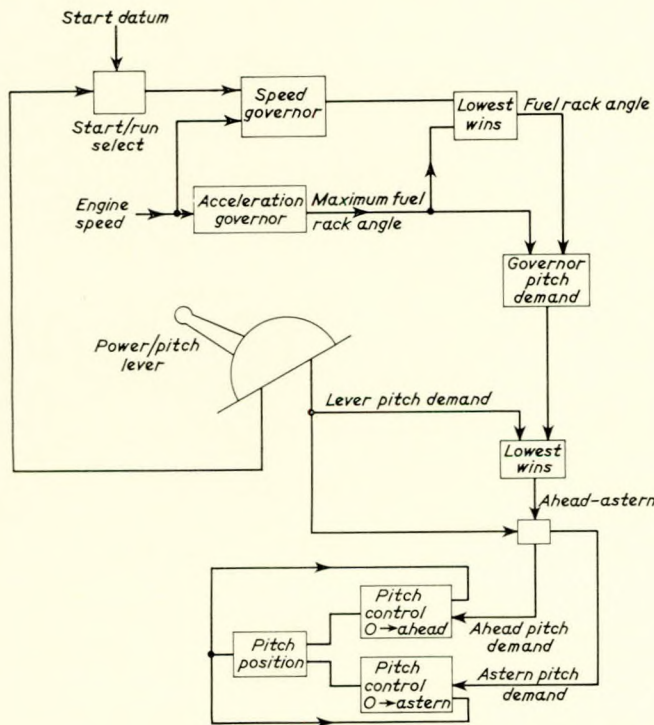 Start datum
Start/run
select
Speed
governor
Lowest
wins
Fuel rack angle
Engine
speed
Acceleration
governor
Maximum fuel
rack angle
Governor
pitch
demand
Power/pitch
lever
Lever pitch demand
Lowest
wins
Ahead-astern
Pitch
control
O→ahead
Ahead pitch
demand
Pitch
position
Pitch
control
O→astern
Astern pitch
demand